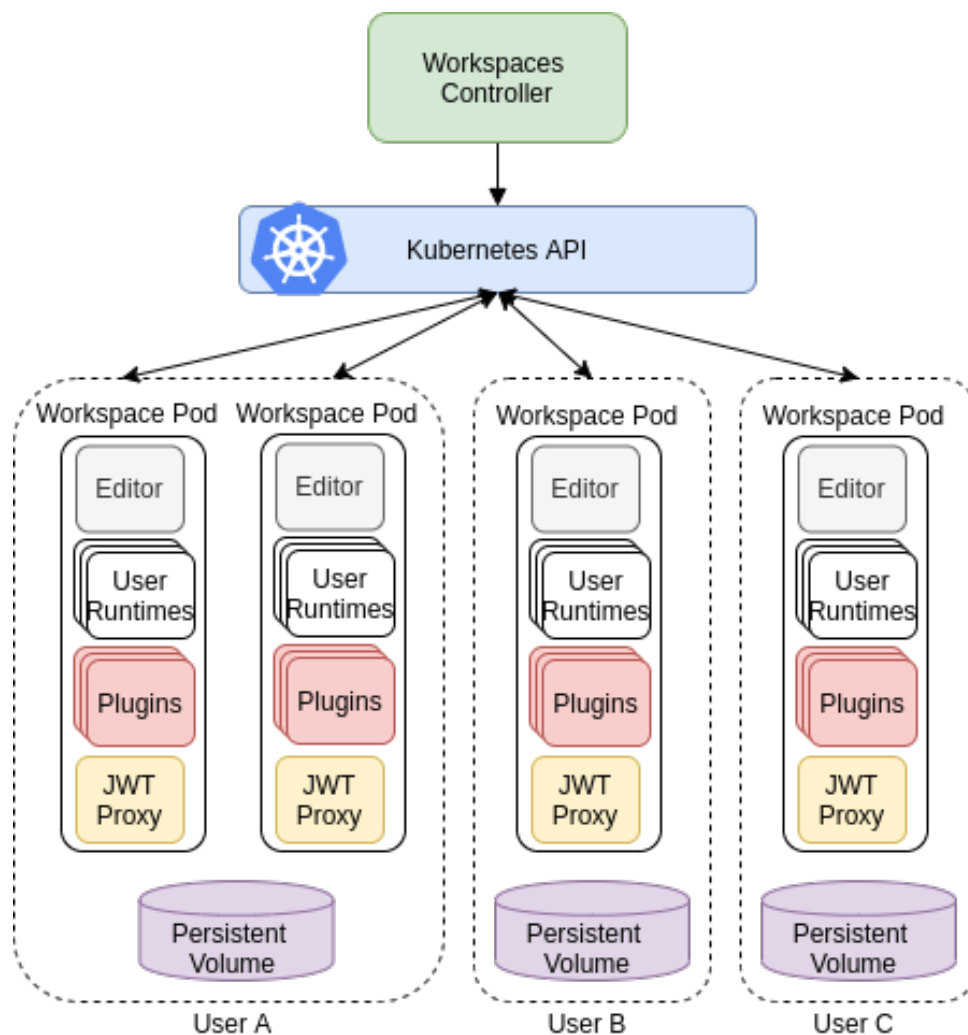 Workspaces
Controller
Kubernetes API
Workspace Pod
Editor
User
Runtimes
Plugins
JWT
Proxy
Workspace Pod
Editor
User
Runtimes
Plugins
JWT
Proxy
Persistent
Volume
User A
Workspace Pod
Editor
User
Runtimes
Plugins
JWT
Proxy
Persistent
Volume
User B
Workspace Pod
Editor
User
Runtimes
Plugins
JWT
Proxy
Persistent
Volume
User C